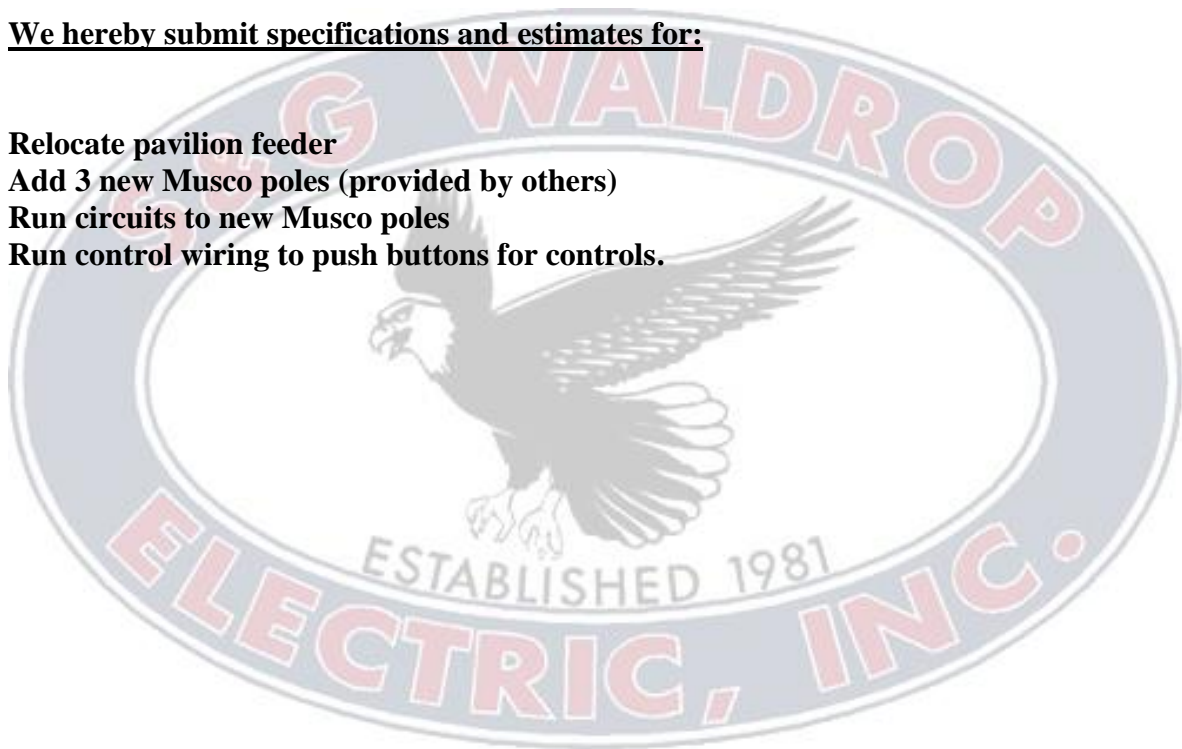 We hereby submit specifications and estimates for:
Relocate pavilion feeder
Add 3 new Musco poles (provided by others)
Run circuits to new Musco poles
Run control wiring to push buttons for controls.
S&G WALDROP
ESTABLISHED 1981
ELECTRIC, INC.